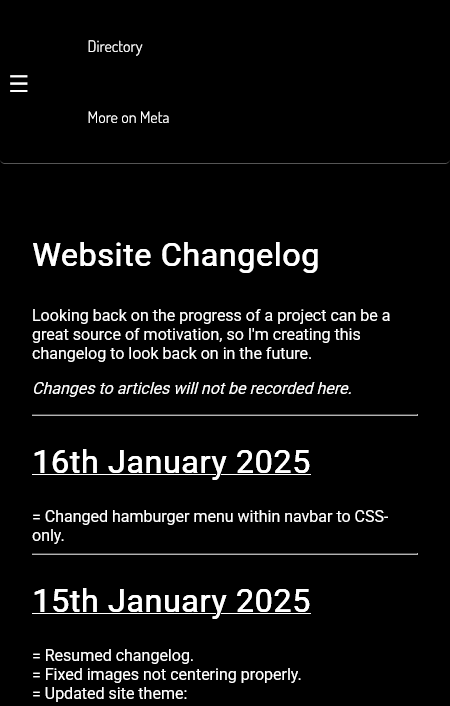 Directory
☰
More on Meta
Website Changelog
Looking back on the progress of a project can be a
great source of motivation, so I'm creating this
changelog to look back on in the future.
Changes to articles will not be recorded here.
16th January 2025
= Changed hamburger menu within navbar to CSS-
only.
15th January 2025
= Resumed changelog.
= Fixed images not centering properly.
= Updated site theme: